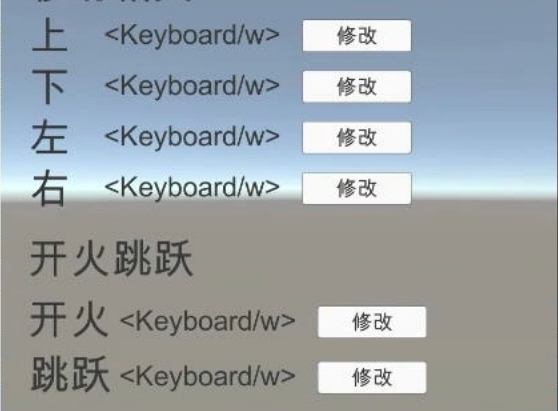 上 <Keyboard/w> 修改
下 <Keyboard/w> 修改
左 <Keyboard/w> 修改
右 <Keyboard/w> 修改
开火跳跃
开火 <Keyboard/w> 修改
跳跃 <Keyboard/w> 修改